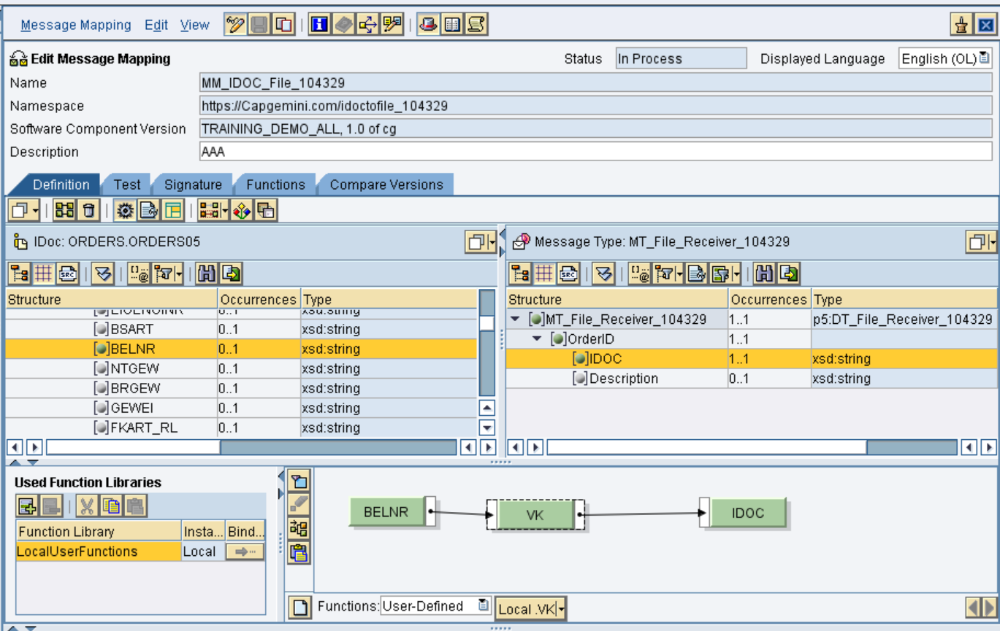 Message Mapping Edit View
Edit Message Mapping Status In Process Displayed Language English (OL)
Name MM_IDOC_File_104329
Namespace https://Capgemini.com/idoctofile_104329
Software Component Version TRAINING_DEMO_ALL, 1.0 of cg
Description AAA
Definition Test Signature Functions Compare Versions
IDoc: ORDERS.ORDERS05
SRC
Structure Occurrences Type
[]BSART 0..1 xsd:string
[]BELNR 0..1 xsd:string
[]NTGEW 0..1 xsd:string
[]BRGEW 0..1 xsd:string
[]GEWEI 0..1 xsd:string
[]FKART_RL 0..1 xsd:string
Message Type: MT_File_Receiver_104329
SRC
Structure Occurrences Type
[]MT_File_Receiver_104329 1..1 p5:DT_File_Receiver_104329
[]OrderID 1..1
[]IDOC 1..1 xsd:string
[]Description 0..1 xsd:string
Used Function Libraries
Function Library Insta... Bind...
LocalUserFunctions Local
BELNR VK IDOC
Functions: User-Defined Local .VK